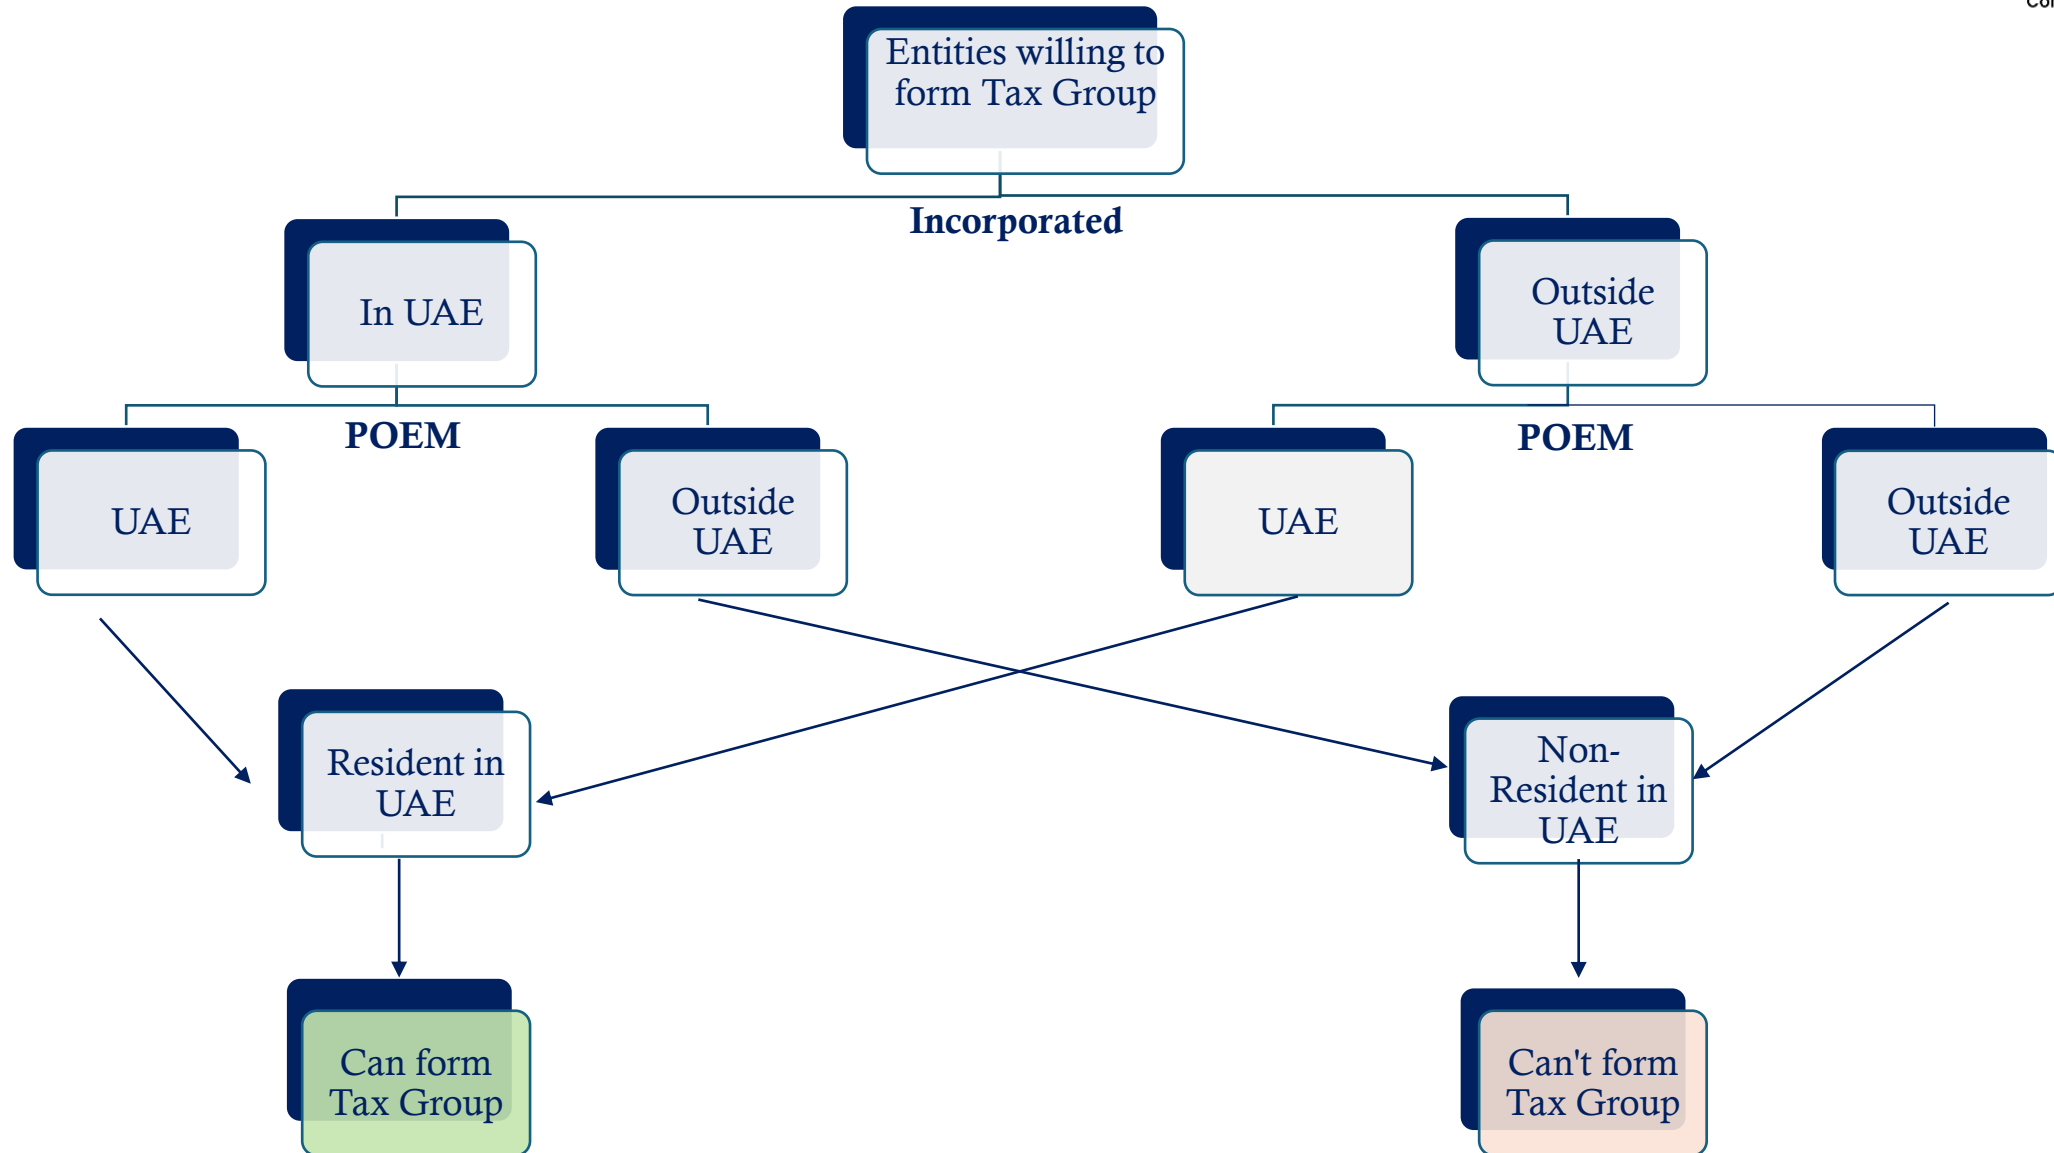 Entities willing to
form Tax Group
Incorporated
In UAE
Outside
UAE
POEM
POEM
UAE
Outside
UAE
UAE
Outside
UAE
Resident in
UAE
Non-
Resident in
UAE
Can form
Tax Group
Can't form
Tax Group